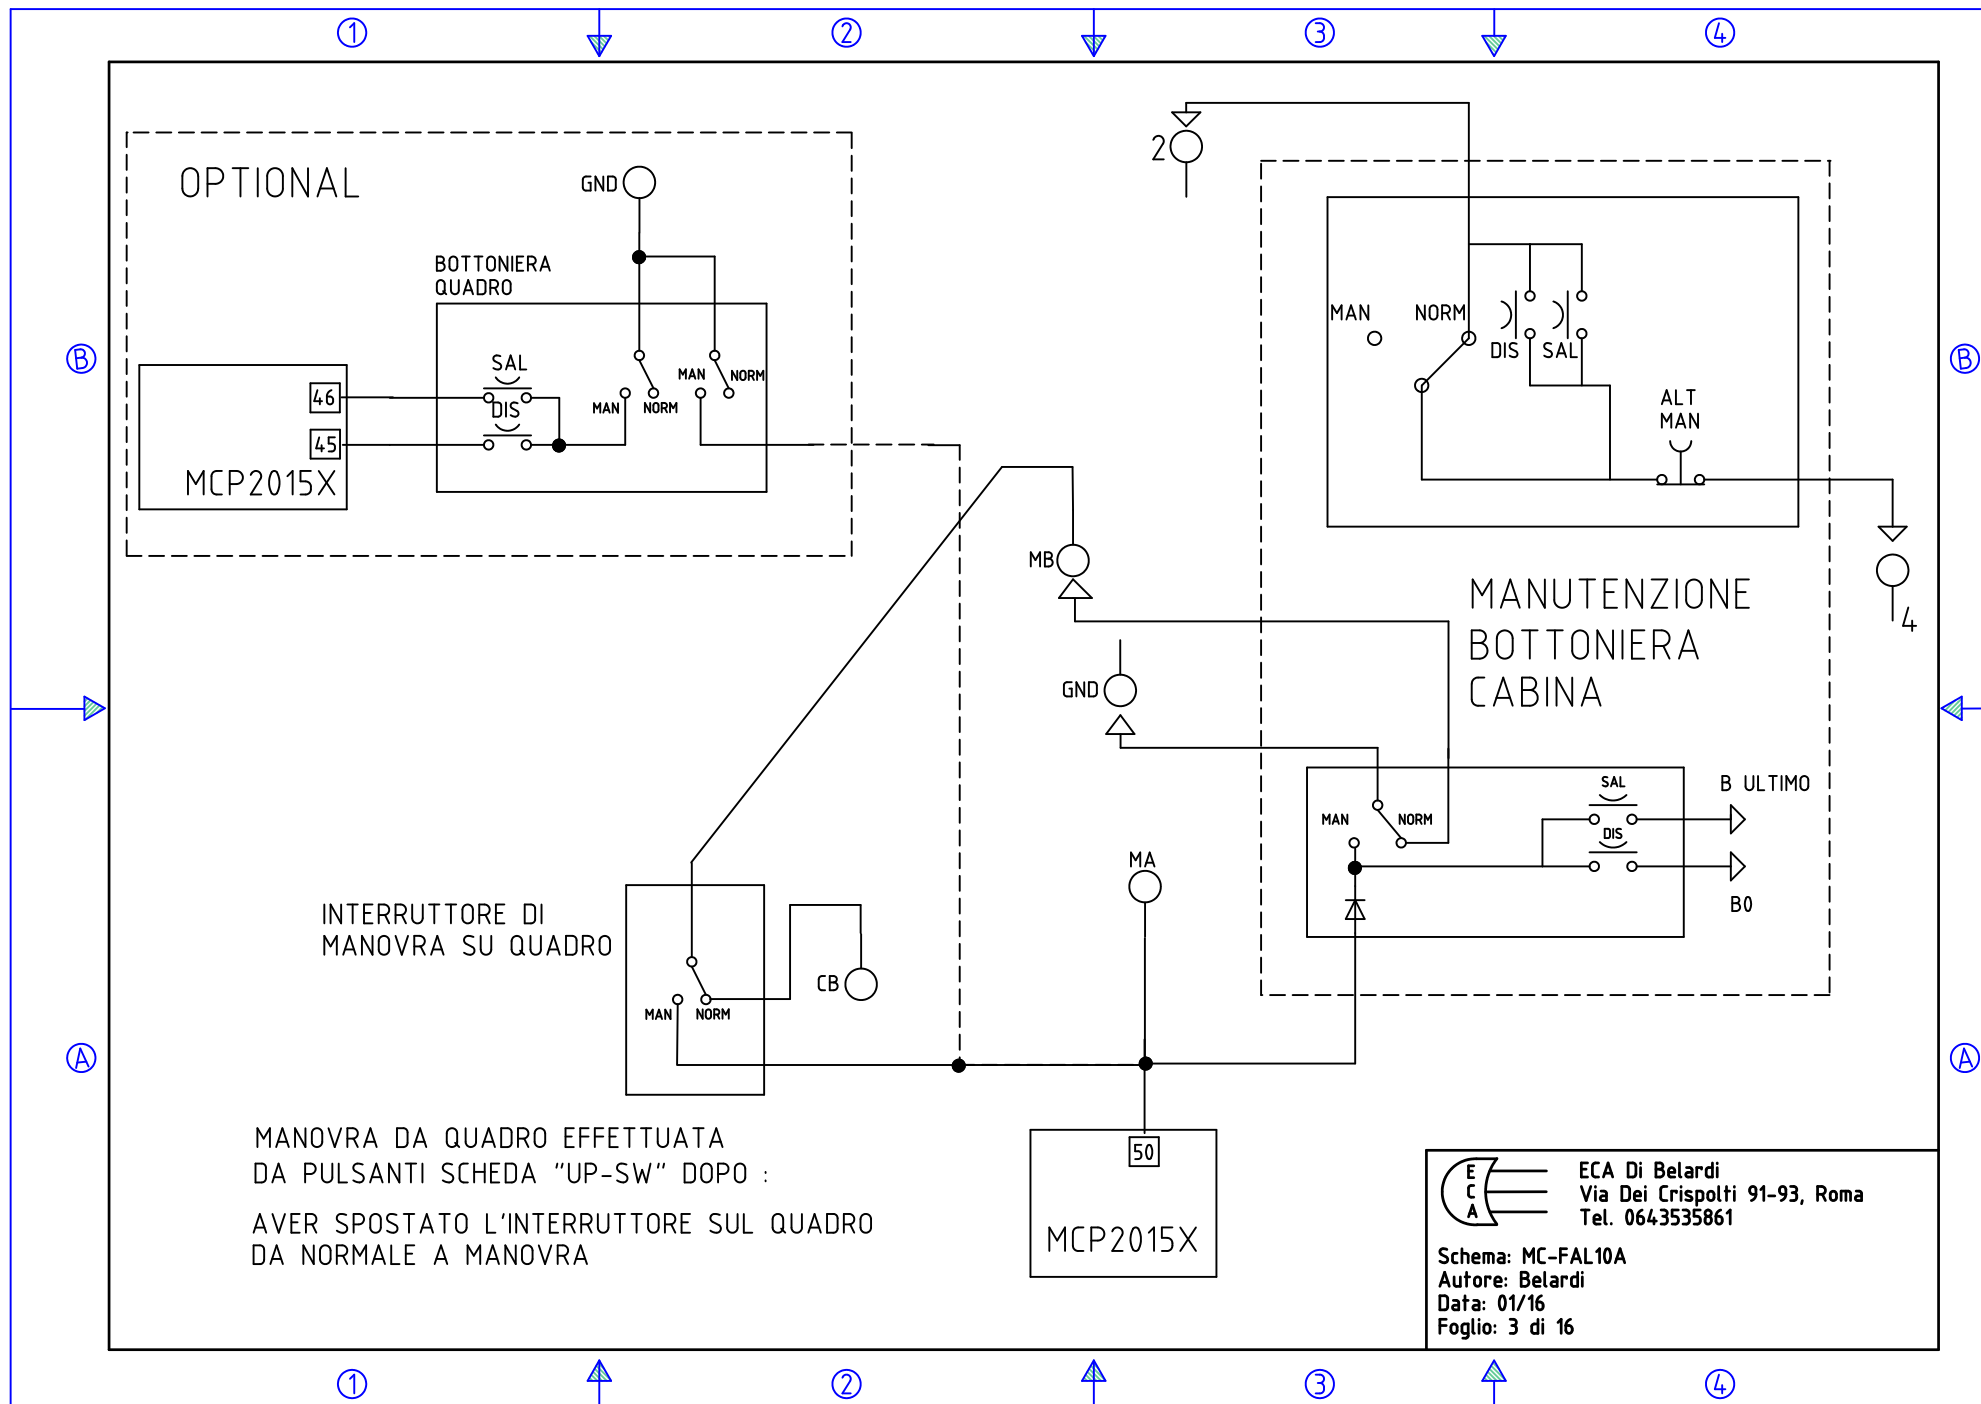 1
2
3
4
OPTIONAL
GND
BOTTONIERA
QUADRO
SAL
DIS
46
45
MCP2015X
MAN
NORM
MAN
NORM
2
MAN
NORM
DIS
SAL
ALT
MAN
4
B
B
MB
GND
MANUTENZIONE
BOTTONIERA
CABINA
MAN
NORM
SAL
DIS
B ULTIMO
B0
MA
INTERRUTTORE DI
MANOVRA SU QUADRO
MAN
NORM
CB
A
A
MANOVRA DA QUADRO EFFETTUATA
DA PULSANTI SCHEDA "UP-SW" DOPO :
AVER SPOSTATO L'INTERRUTTORE SUL QUADRO
DA NORMALE A MANOVRA
50
MCP2015X
E
C
A
ECA Di Belardi
Via Dei Crispolti 91-93, Roma
Tel. 0643535861
Schema: MC-FAL10A
Autore: Belardi
Data: 01/16
Foglio: 3 di 16
1
2
3
4